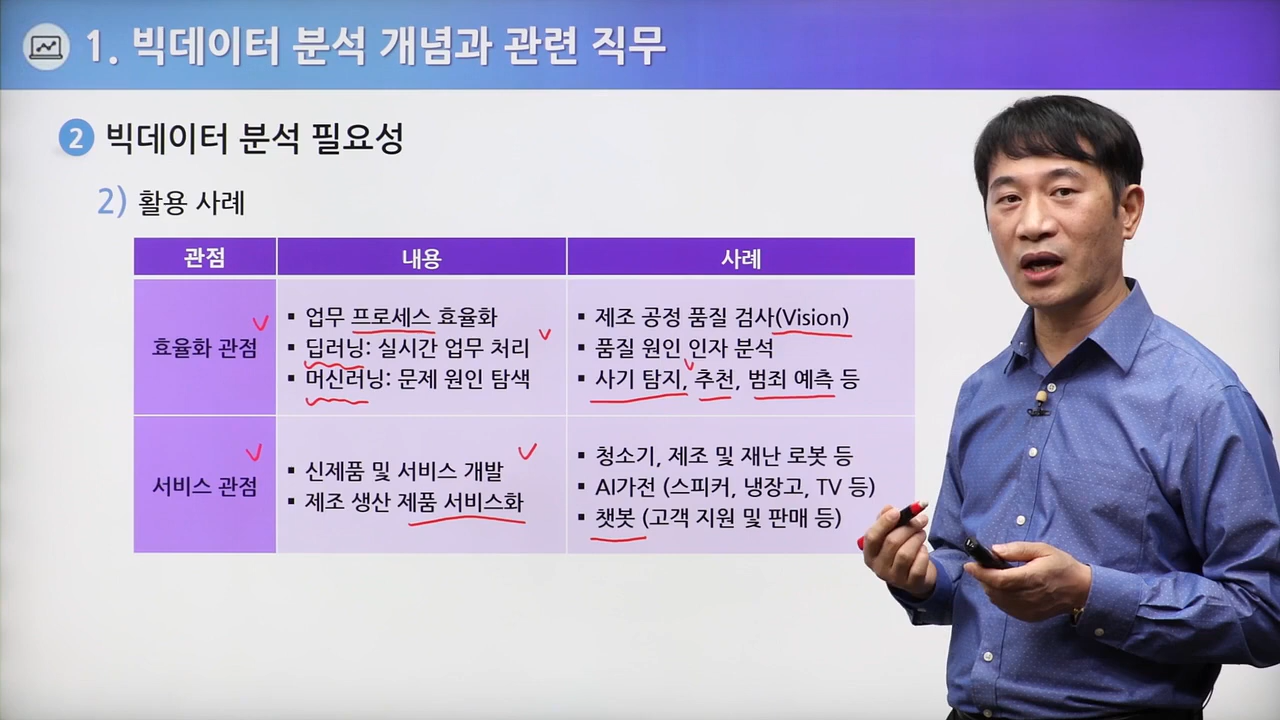 1. 빅데이터 분석 개념과 관련 직무
2 빅데이터 분석 필요성
2) 활용 사례
관점 내용 사례
효율화 관점
▪ 업무 프로세스 효율화
▪ 딥러닝: 실시간 업무 처리
▪ 머신러닝: 문제 원인 탐색
▪ 제조 공정 품질 검사(Vision)
▪ 품질 원인 인자 분석
▪ 사기 탐지, 추천, 범죄 예측 등
서비스 관점
▪ 신제품 및 서비스 개발
▪ 제조 생산 제품 서비스화
▪ 청소기, 제조 및 재난 로봇 등
▪ AI가전 (스피커, 냉장고, TV 등)
▪ 챗봇 (고객 지원 및 판매 등)